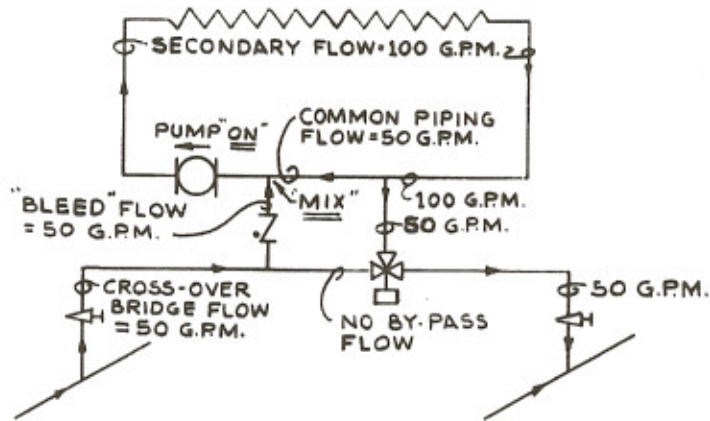 SECONDARY FLOW=100 G.P.M.
PUMP "ON"
COMMON PIPING
FLOW=50 G.P.M.
"BLEED" FLOW
= 50 G.P.M.
"MIX"
100 G.P.M.
50 G.P.M.
CROSS-OVER
BRIDGE FLOW
= 50 G.P.M.
NO BY-PASS
FLOW
50 G.P.M.